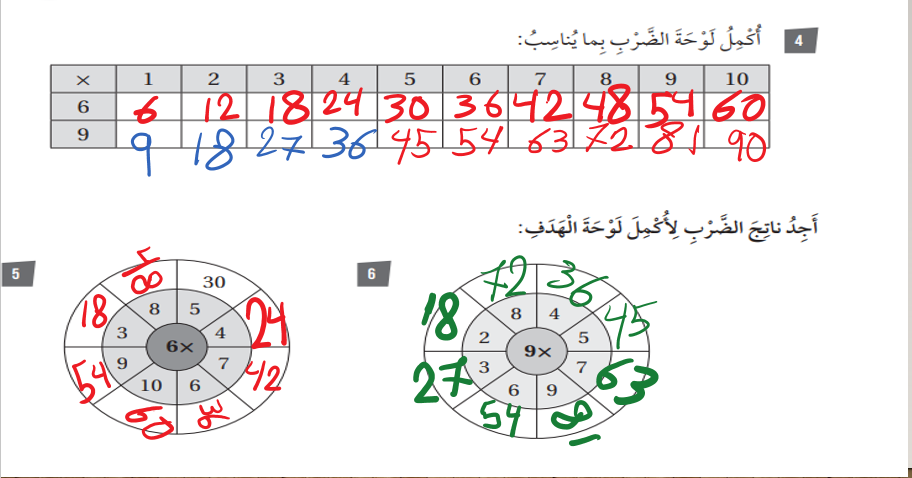 4 أُكْمِلُ لَوْحَةَ الضَّرْبِ بِما يُناسِبُ:
× 1 2 3 4 5 6 7 8 9 10
6 6 12 18 24 30 36 42 48 54 60
9 9 18 27 36 45 54 63 72 81 90
أَجِدُ ناتِجَ الضَّرْبِ لِأُكْمِلَ لَوْحَةَ الْهَدَفِ:
5
30 24 42 60 54 18
5 4 7 6 10 9 3 8
6×
6
72 36 45 63 54 27 18
8 4 5 7 9 6 3 2
9×